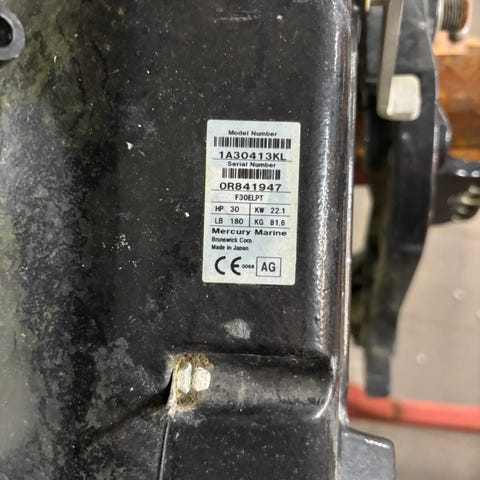 Model Number
1A30413KL
Serial Number
0R841947
F30ELPT
HP 30 KW 22.1
LB 180 KG 81.6
Mercury Marine
Brunswick Corp.
Made in Japan
CE 0098 AG